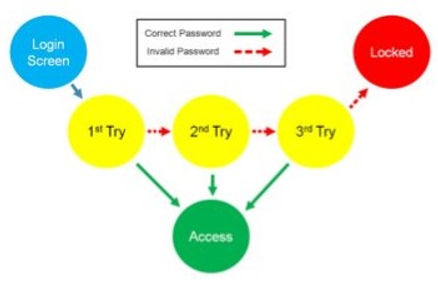 Login
Screen
Correct Password
Invalid Password
Locked
1st Try
2nd Try
3rd Try
Access